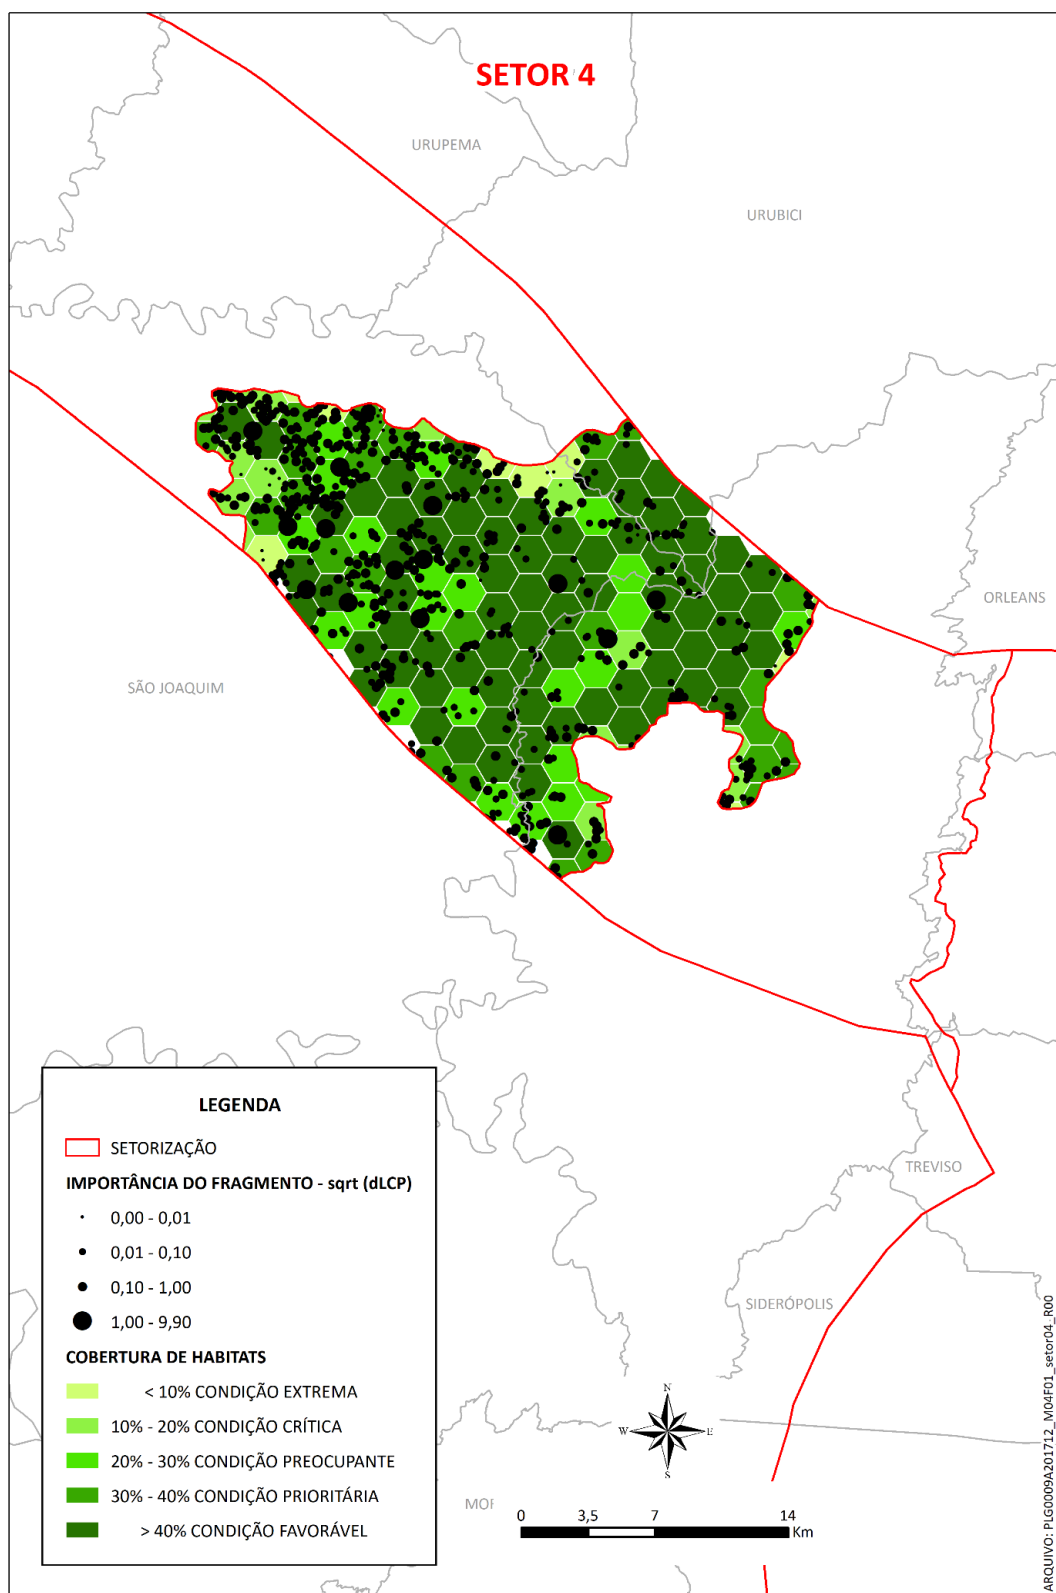 SETOR 4
URUPEMA
URUBICI
ORLEANS
SÃO JOAQUIM
TREVISO
SIDERÓPOLIS
LEGENDA
SETORIZAÇÃO
IMPORTÂNCIA DO FRAGMENTO - sqrt (dLCP)
0,00 - 0,01
0,01 - 0,10
0,10 - 1,00
1,00 - 9,90
COBERTURA DE HABITATS
< 10% CONDIÇÃO EXTREMA
10% - 20% CONDIÇÃO CRÍTICA
20% - 30% CONDIÇÃO PREOCUPANTE
30% - 40% CONDIÇÃO PRIORITÁRIA
> 40% CONDIÇÃO FAVORÁVEL
N
W E
S
0 3,5 7 14
Km
ARQUIVO: PLG0009A201712_M04F01_setor04_R00